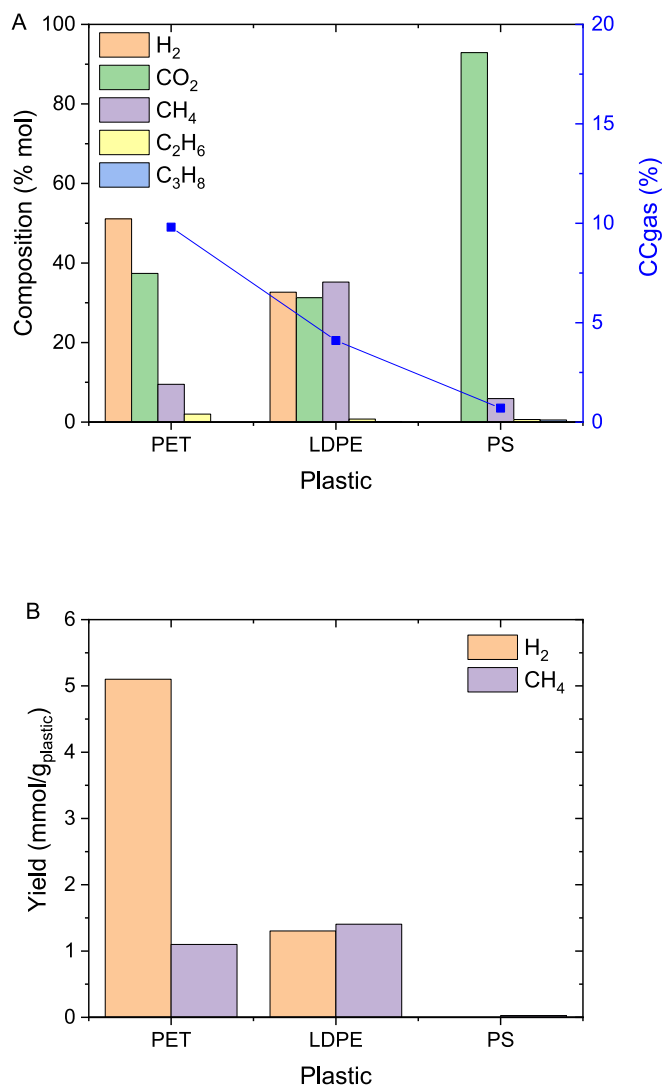 A
Composition (% mol)
100
80
60
40
20
0
H₂
CO₂
CH₄
C₂H₆
C₃H₈
20
15
10
5
0
CCgas (%)
PET LDPE PS
Plastic
B
Yield (mmol/g_plastic)
6
5
4
3
2
1
0
H₂
CH₄
PET LDPE PS
Plastic